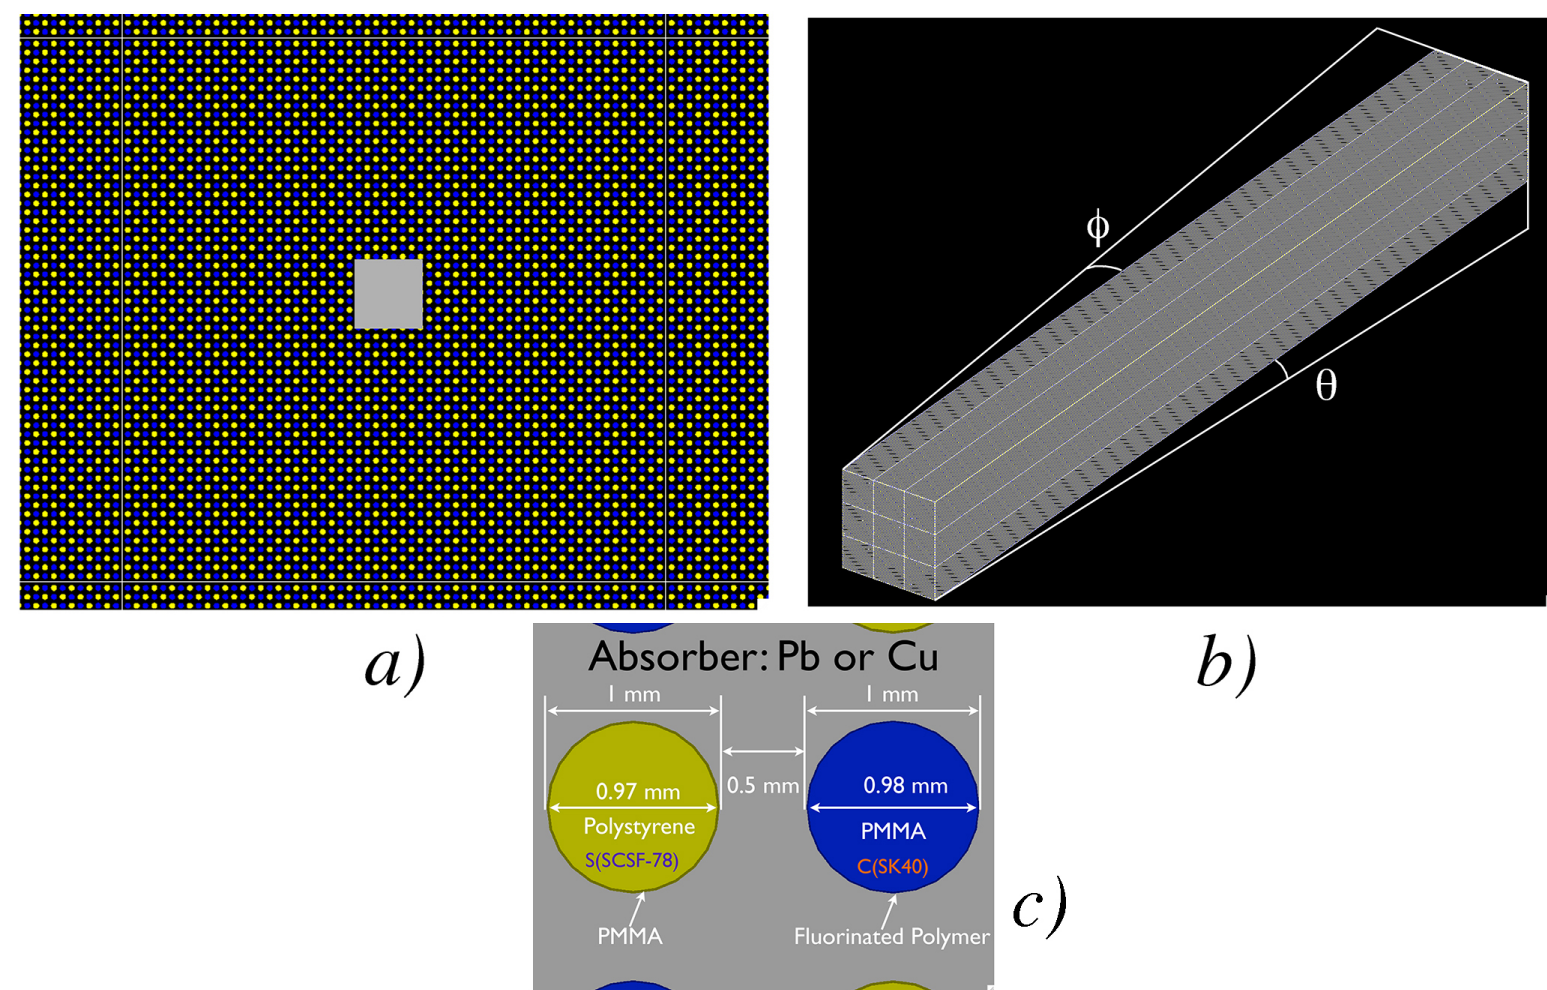 ϕ
θ
a)
b)
Absorber: Pb or Cu
1 mm
1 mm
0.97 mm
0.5 mm
0.98 mm
Polystyrene
PMMA
S(SCSF-78)
C(SK40)
PMMA
Fluorinated Polymer
c)